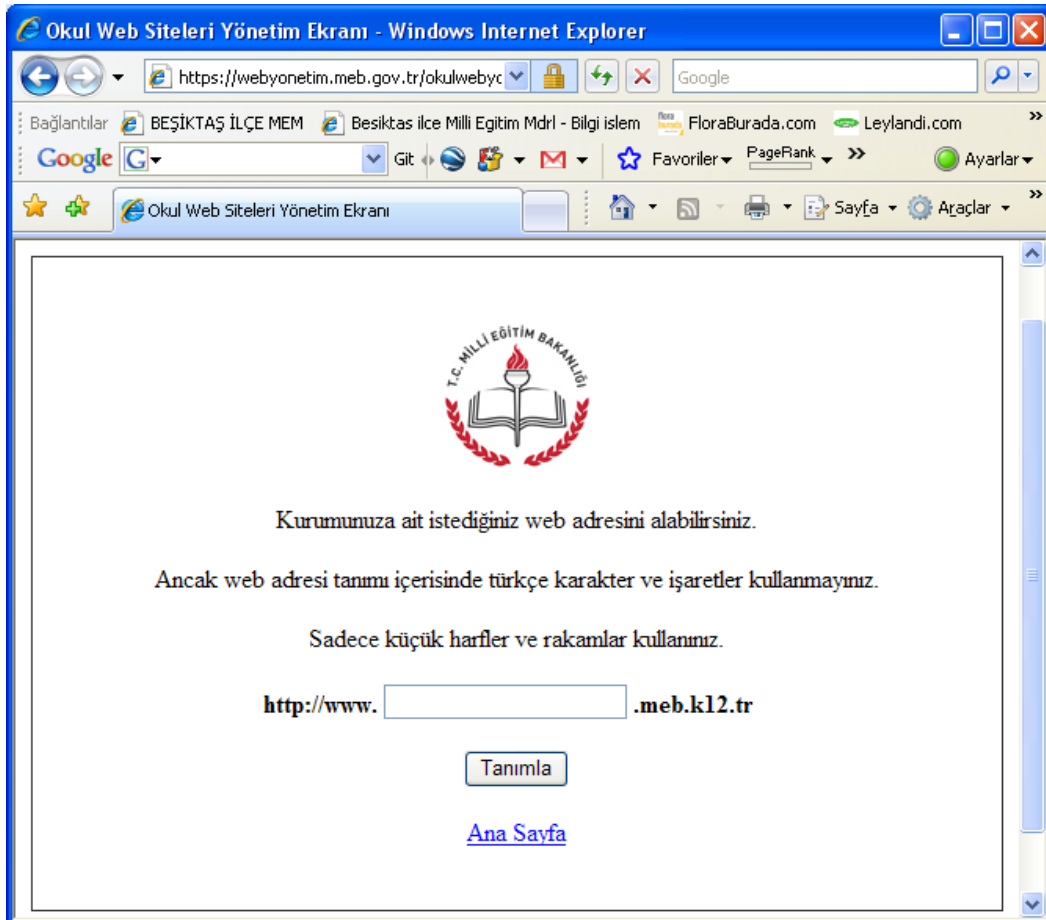 Okul Web Siteleri Yönetim Ekranı - Windows Internet Explorer
https://webyonetim.meb.gov.tr/okulwebyc
Google
Bağlantılar BEŞİKTAŞ İLÇE MEM Besiktas ilce Milli Egitim Mdrl - Bilgi islem FloraBurada.com Leylandi.com »
Google G Git Favoriler PageRank » Ayarlar
Okul Web Siteleri Yönetim Ekranı Sayfa Araçlar »
T.C. MİLLİ EĞİTİM BAKANLIĞI
Kurumunuza ait istediğiniz web adresini alabilirsiniz.
Ancak web adresi tanımı içerisinde türkçe karakter ve işaretler kullanmayınız.
Sadece küçük harfler ve rakamlar kullanınız.
http://www. .meb.k12.tr
Tanımla
Ana Sayfa